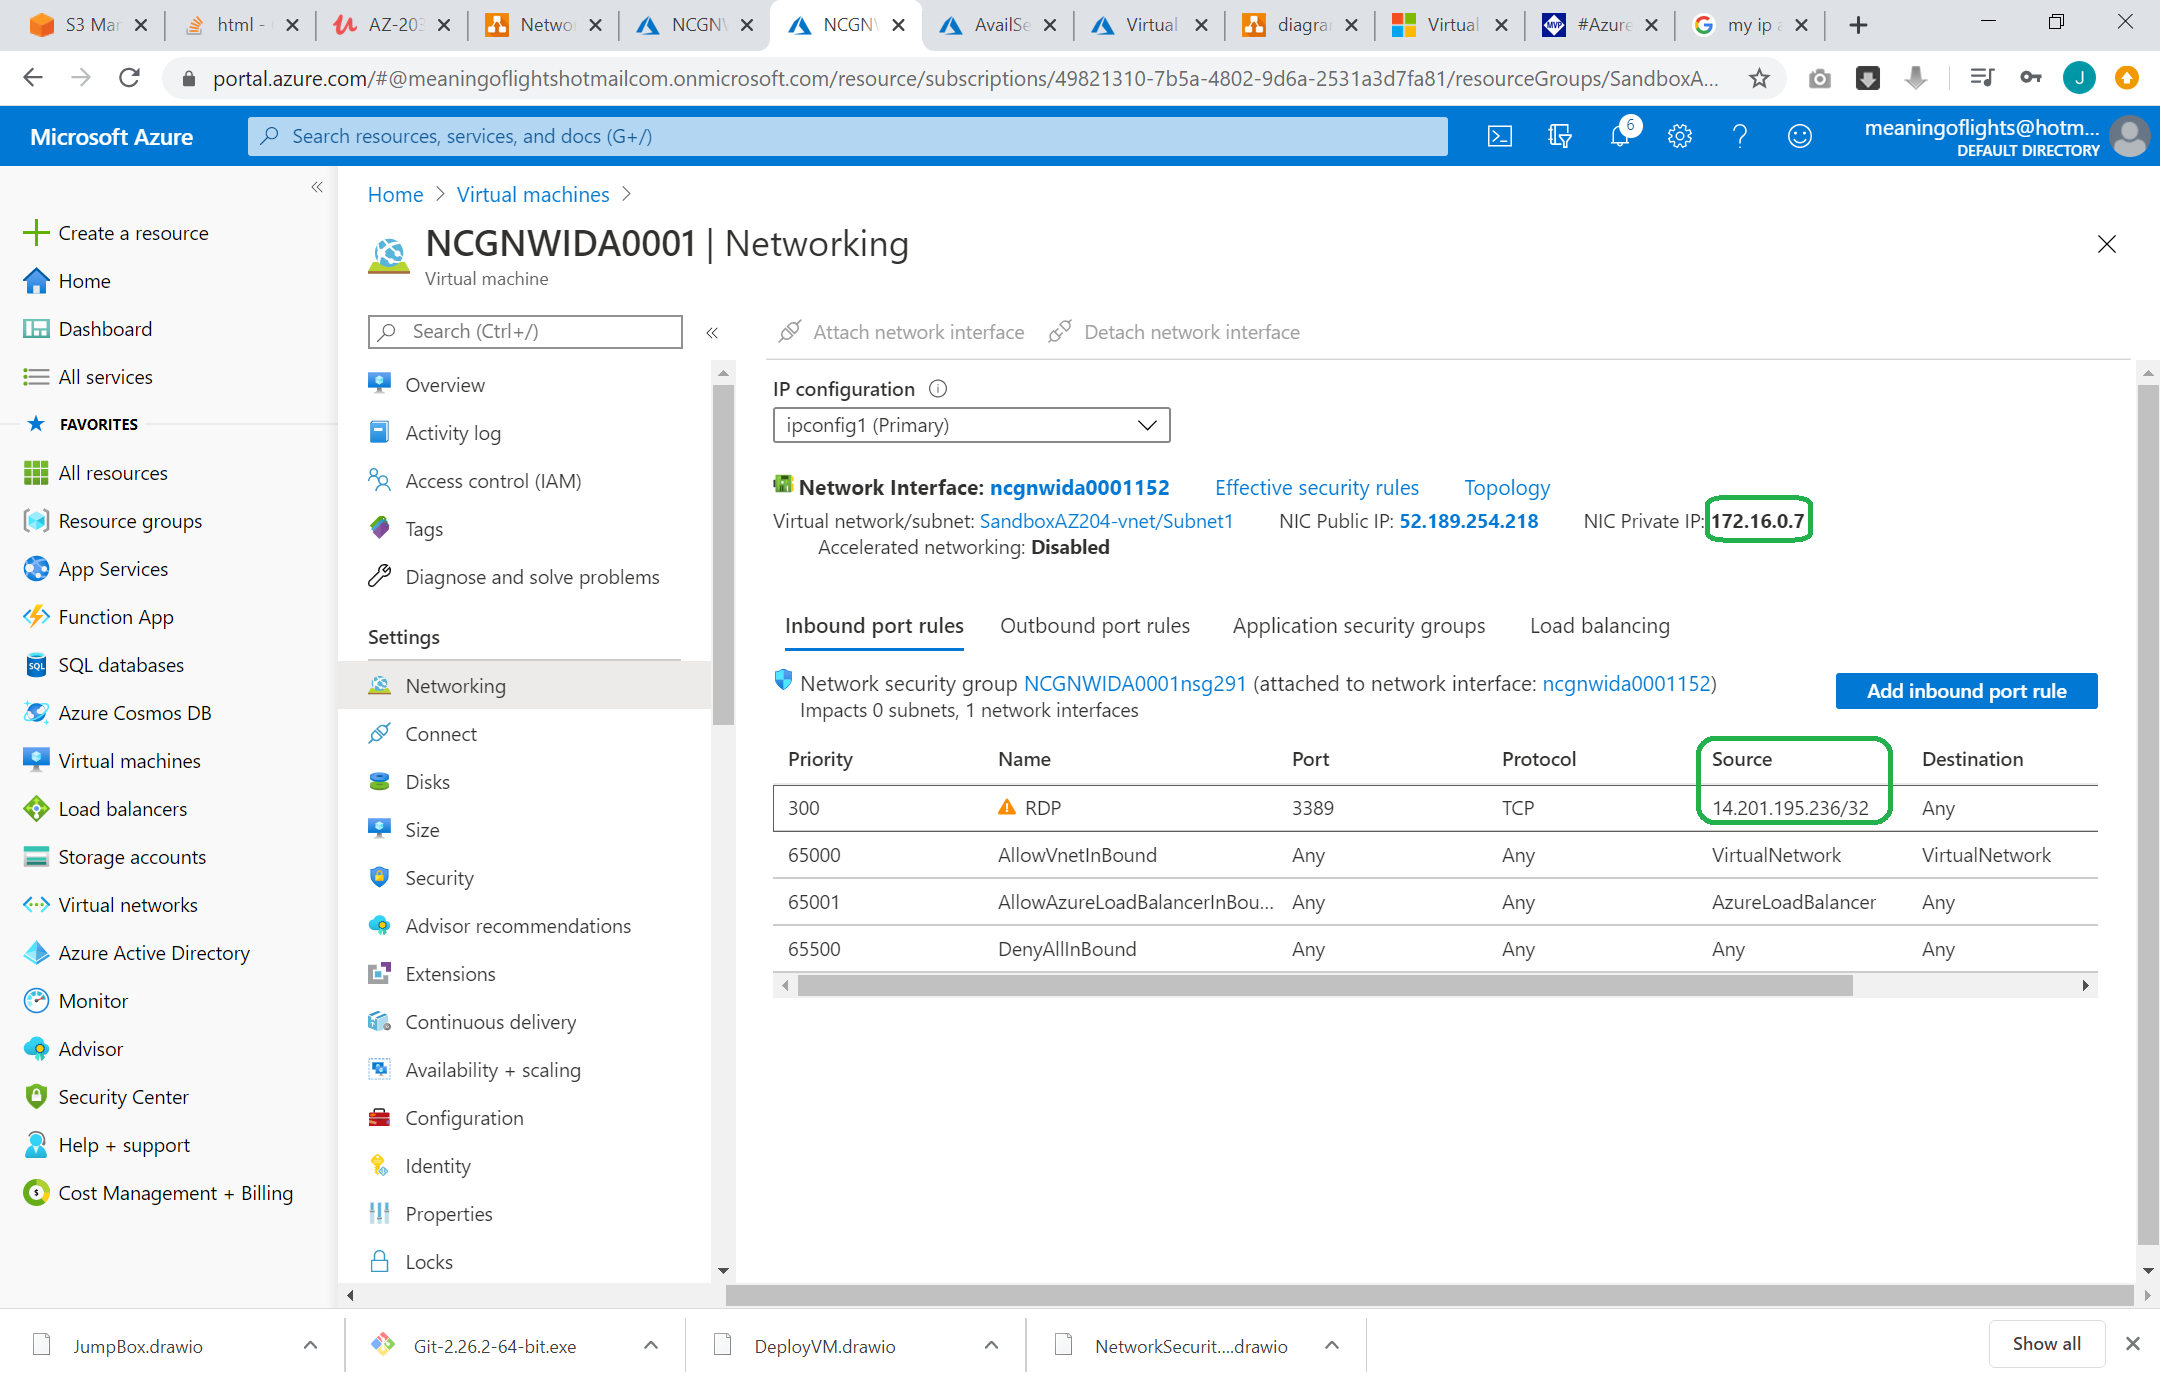 S3 Mar
html -
AZ-203
Netwo
NCGNV
NCGNV
AvailSe
Virtual
diagrar
Virtual
#Azure
my ip a
portal.azure.com/#@meaningoflightshotmailcom.onmicrosoft.com/resource/subscriptions/49821310-7b5a-4802-9d6a-2531a3d7fa81/resourceGroups/SandboxA...
J
Microsoft Azure
Search resources, services, and docs (G+/)
6
meaningoflights@hotm...
DEFAULT DIRECTORY
Create a resource
Home
Dashboard
All services
FAVORITES
All resources
Resource groups
App Services
Function App
SQL databases
Azure Cosmos DB
Virtual machines
Load balancers
Storage accounts
Virtual networks
Azure Active Directory
Monitor
Advisor
Security Center
Help + support
Cost Management + Billing
Home > Virtual machines >
NCGNWIDA0001 | Networking
Virtual machine
Search (Ctrl+/)
Overview
Activity log
Access control (IAM)
Tags
Diagnose and solve problems
Settings
Networking
Connect
Disks
Size
Security
Advisor recommendations
Extensions
Continuous delivery
Availability + scaling
Configuration
Identity
Properties
Locks
Attach network interface Detach network interface
IP configuration
ipconfig1 (Primary)
Network Interface: ncgnwida0001152 Effective security rules Topology
Virtual network/subnet: SandboxAZ204-vnet/Subnet1 NIC Public IP: 52.189.254.218 NIC Private IP: 172.16.0.7
Accelerated networking: Disabled
Inbound port rules Outbound port rules Application security groups Load balancing
Network security group NCGNWIDA0001nsg291 (attached to network interface: ncgnwida0001152)
Impacts 0 subnets, 1 network interfaces
Add inbound port rule
Priority Name Port Protocol Source Destination
300 RDP 3389 TCP 14.201.195.236/32 Any
65000 AllowVnetInBound Any Any VirtualNetwork VirtualNetwork
65001 AllowAzureLoadBalancerInBou... Any Any AzureLoadBalancer Any
65500 DenyAllInBound Any Any Any Any
JumpBox.drawio
Git-2.26.2-64-bit.exe
DeployVM.drawio
NetworkSecurit....drawio
Show all